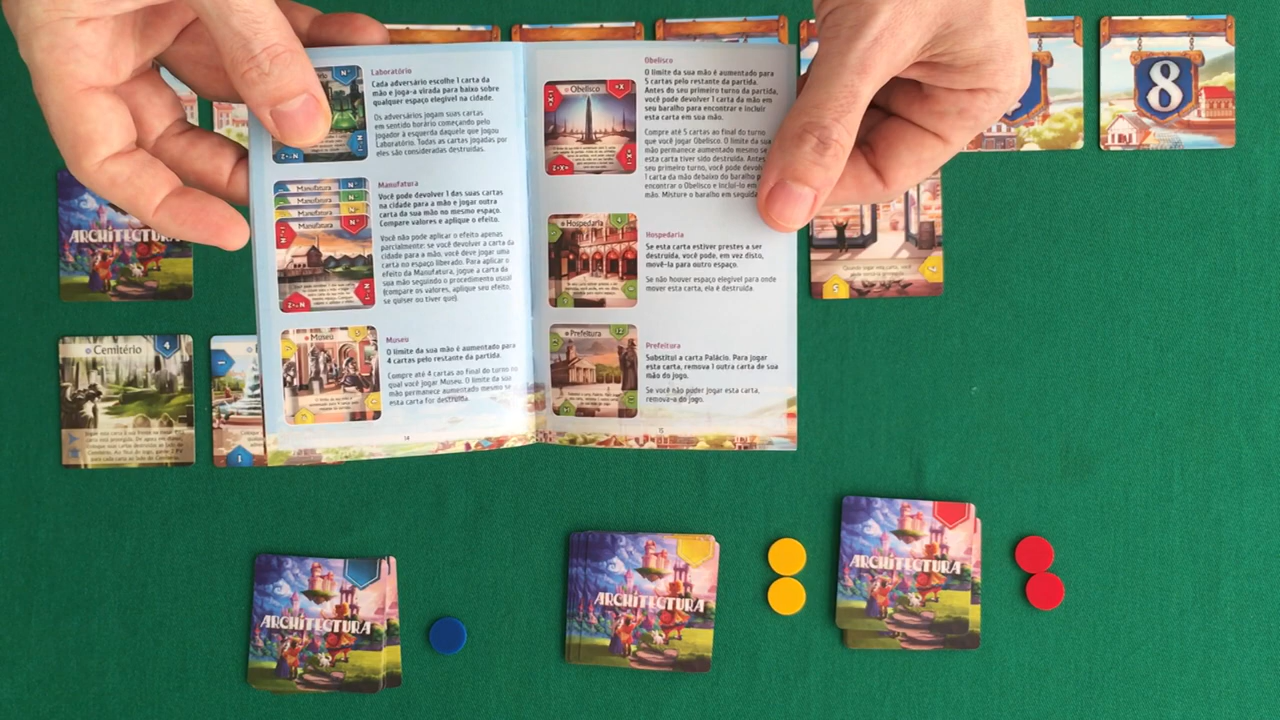 8
ARCHITECTURA
Cemitério
4
Laboratório
Cada adversário escolhe 1 carta da
mão e joga-a virada para baixo sobre
qualquer espaço elegível na cidade.
Os adversários jogam suas cartas
em sentido horário começando pelo
jogador à esquerda daquele que jogou
Laboratório. Todas as cartas jogadas por
eles são consideradas destruídas.
Manufatura
Manufatura
Manufatura
Manufatura
Manufatura
Você pode devolver 1 das suas cartas
na cidade para a mão e jogar outra
carta da sua mão no mesmo espaço.
Compare valores e aplique o efeito.
Você não pode aplicar o efeito apenas
parcialmente: se você devolver a carta da
cidade para a mão, você deve jogar uma
carta no espaço liberado. Para aplicar o
efeito da Manufatura, jogue a carta da
sua mão seguindo o procedimento usual
(compare os valores, aplique seu efeito,
se quiser ou tiver que).
Museu
Museu
O limite da sua mão é aumentado para
4 cartas pelo restante da partida.
Compre até 4 cartas ao final do turno no
qual você jogar Museu. O limite da sua
mão permanece aumentado mesmo se
esta carta for destruída.
14
Obelisco
Obelisco
O limite da sua mão é aumentado para
5 cartas pelo restante da partida.
Antes do seu primeiro turno da partida,
você pode devolver 1 carta da mão em
seu baralho para encontrar e incluir
esta carta em sua mão.
Compre até 5 cartas ao final do turno
que você jogar Obelisco. O limite da sua
mão permanece aumentado mesmo se
esta carta tiver sido destruída. Antes
seu primeiro turno, você pode
1 carta da mão debaixo do baralho
encontrar o Obelisco e incluí-lo em
mão. Misture o baralho em seguida
Hospedaria
Hospedaria
Se esta carta estiver prestes a ser
destruída, você pode, em vez disto,
movê-la para outro espaço.
Se não houver espaço elegível para onde
mover esta carta, ela é destruída.
Prefeitura
12
Prefeitura
Substitui a carta Palácio. Para jogar
esta carta, remova 1 outra carta de sua
mão do jogo.
Se você não puder jogar esta carta,
remova-a do jogo.
15
5
1
1
ARCHITECTURA
ARCHITECTURA
ARCHITECTURA